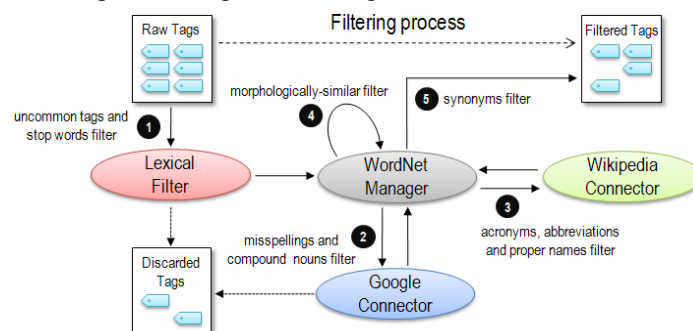 Raw Tags
Filtering process
Filtered Tags
uncommon tags and
stop words filter
1
morphologically-similar filter
4
5
synonyms filter
Lexical
Filter
WordNet
Manager
Wikipedia
Connector
3
acronyms, abbreviations
and proper names filter
misspellings and
compound nouns filter
2
Discarded
Tags
Google
Connector